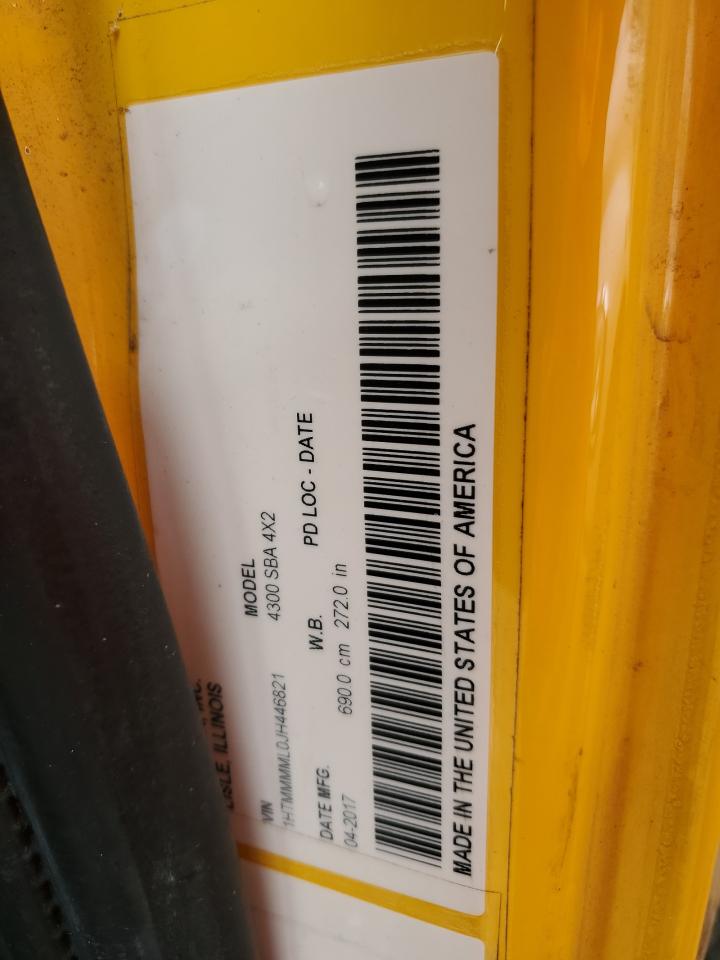 INC.
LISLE, ILLINOIS
VIN MODEL
1HTMMMML0JH446821 4300 SBA 4X2
DATE MFG. W.B. PD LOC - DATE
04-2017 690.0 cm 272.0 in
MADE IN THE UNITED STATES OF AMERICA